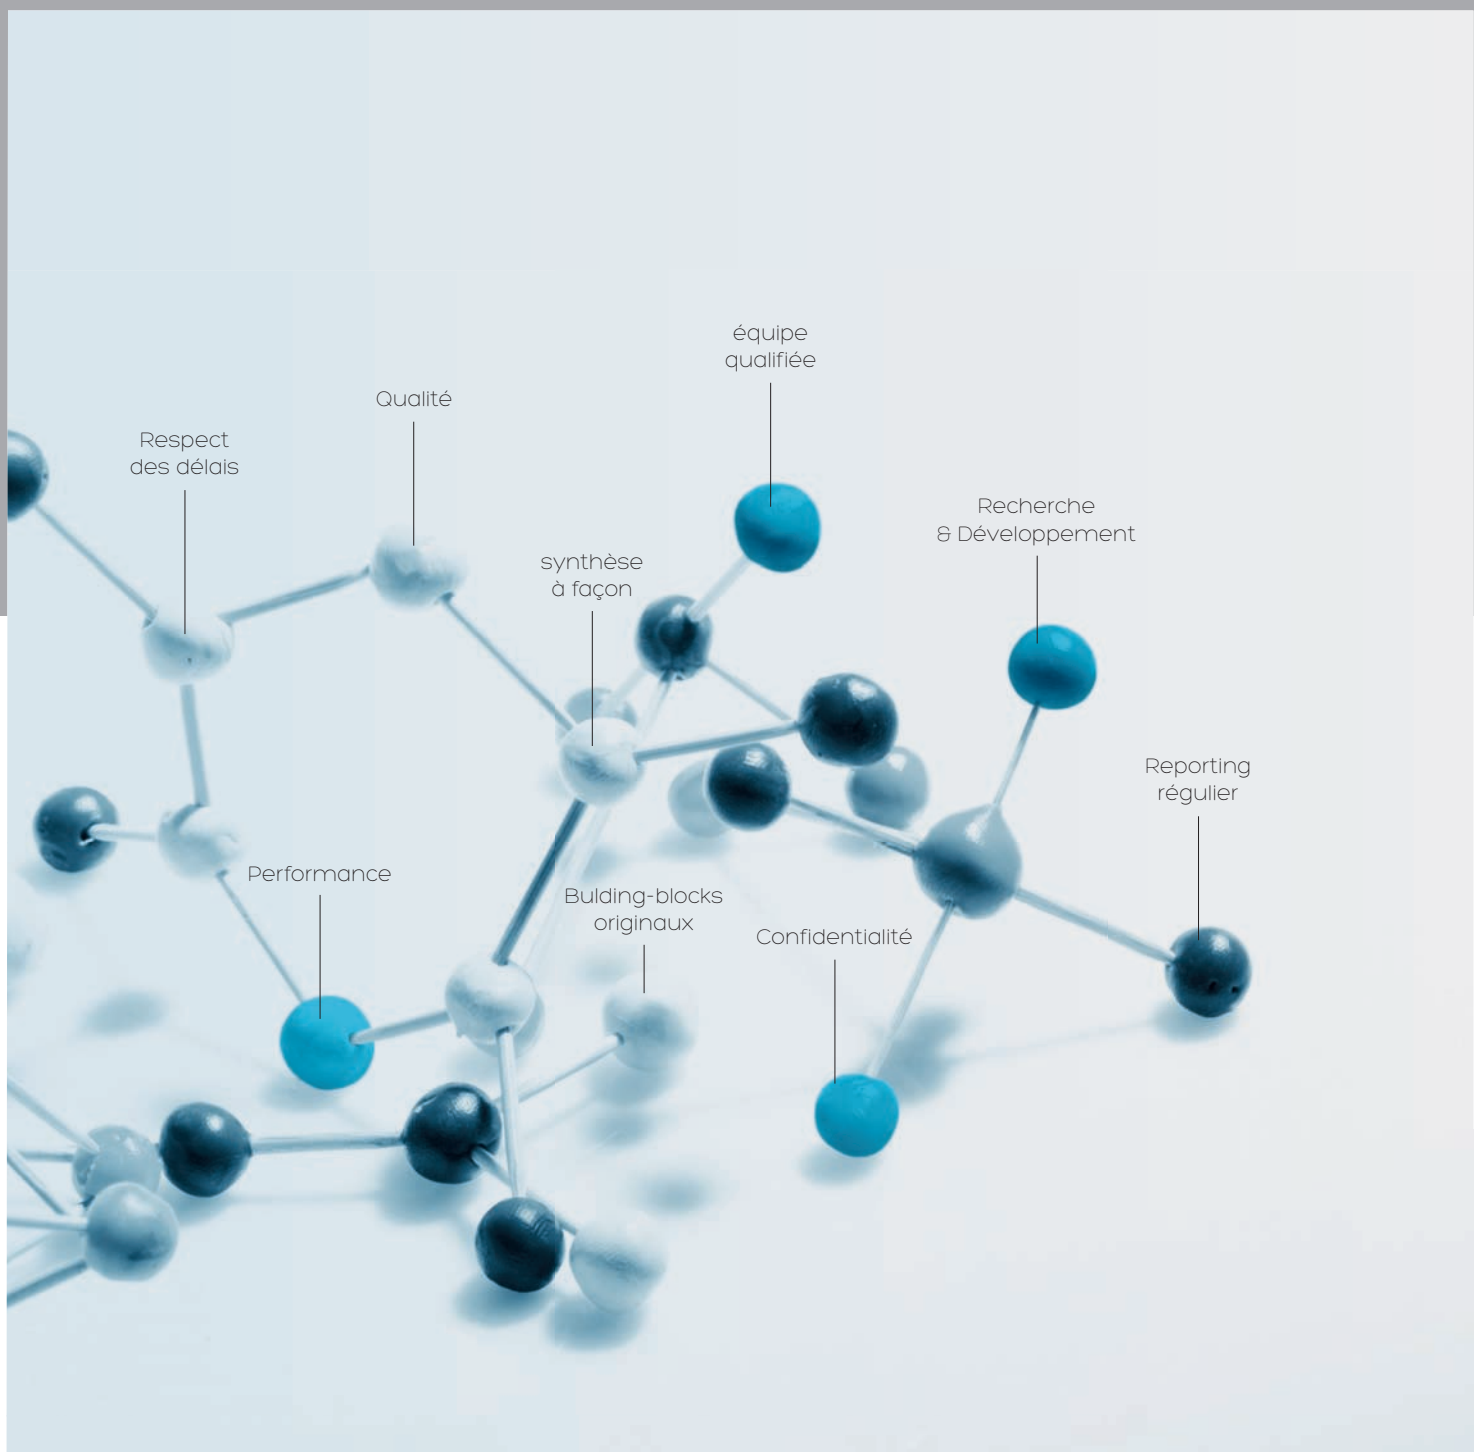 équipe
qualifiée
Qualité
Respect
des délais
Recherche
& Développement
synthèse
à façon
Reporting
régulier
Performance
Bulding-blocks
originaux
Confidentialité